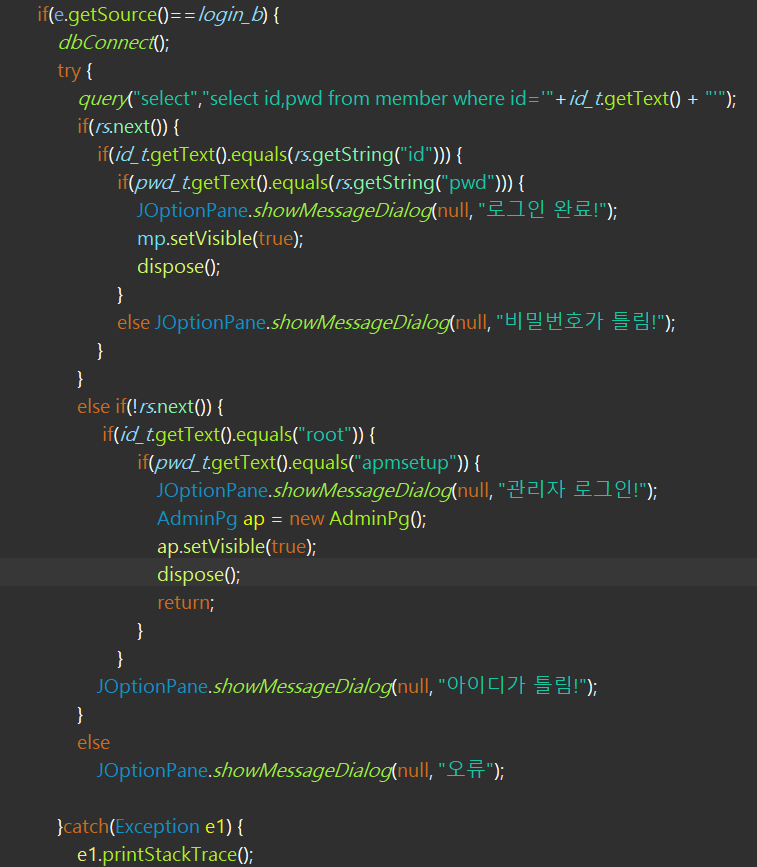 if(e.getSource()==login_b) {
dbConnect();
try {
query("select","select id,pwd from member where id='"+id_t.getText() + "'");
if(rs.next()) {
if(id_t.getText().equals(rs.getString("id"))) {
if(pwd_t.getText().equals(rs.getString("pwd"))) {
JOptionPane.showMessageDialog(null, "로그인 완료!");
mp.setVisible(true);
dispose();
}
else JOptionPane.showMessageDialog(null, "비밀번호가 틀림!");
}
}
else if(!rs.next()) {
if(id_t.getText().equals("root")) {
if(pwd_t.getText().equals("apmsetup")) {
JOptionPane.showMessageDialog(null, "관리자 로그인!");
AdminPg ap = new AdminPg();
ap.setVisible(true);
dispose();
return;
}
}
JOptionPane.showMessageDialog(null, "아이디가 틀림!");
}
else
JOptionPane.showMessageDialog(null, "오류");
}catch(Exception e1) {
e1.printStackTrace();